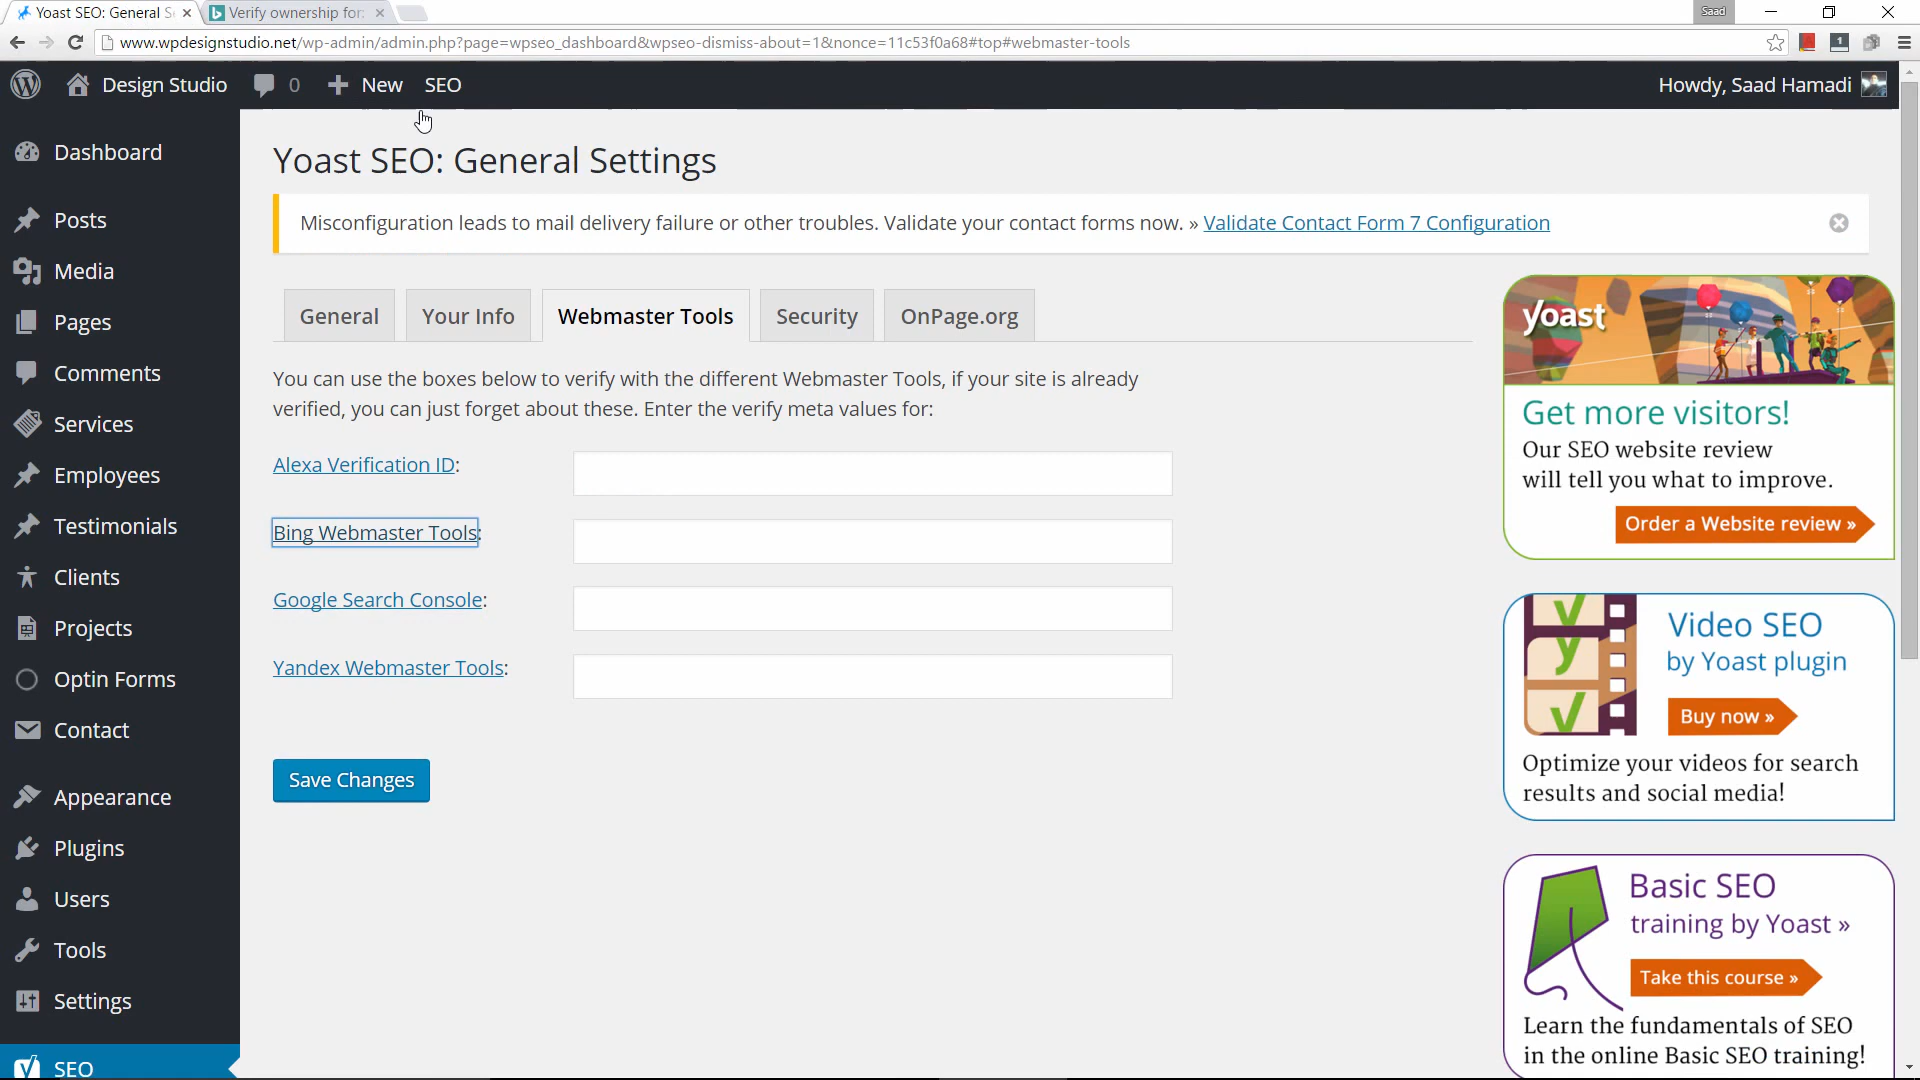 Yoast SEO: General S
Verify ownership for:
Saad
www.wpdesignstudio.net/wp-admin/admin.php?page=wpseo_dashboard&wpseo-dismiss-about=1&nonce=11c53f0a68#top#webmaster-tools
1
Design Studio
0
New
SEO
Howdy, Saad Hamadi
Dashboard
Posts
Media
Pages
Comments
Services
Employees
Testimonials
Clients
Projects
Optin Forms
Contact
Appearance
Plugins
Users
Tools
Settings
SEO
Yoast SEO: General Settings
Misconfiguration leads to mail delivery failure or other troubles. Validate your contact forms now. » Validate Contact Form 7 Configuration
General
Your Info
Webmaster Tools
Security
OnPage.org
You can use the boxes below to verify with the different Webmaster Tools, if your site is already
verified, you can just forget about these. Enter the verify meta values for:
Alexa Verification ID:
Bing Webmaster Tools:
Google Search Console:
Yandex Webmaster Tools:
Save Changes
yoast
Get more visitors!
Our SEO website review
will tell you what to improve.
Order a Website review »
Video SEO
by Yoast plugin
Buy now »
Optimize your videos for search
results and social media!
Basic SEO
training by Yoast »
Take this course »
Learn the fundamentals of SEO
in the online Basic SEO training!